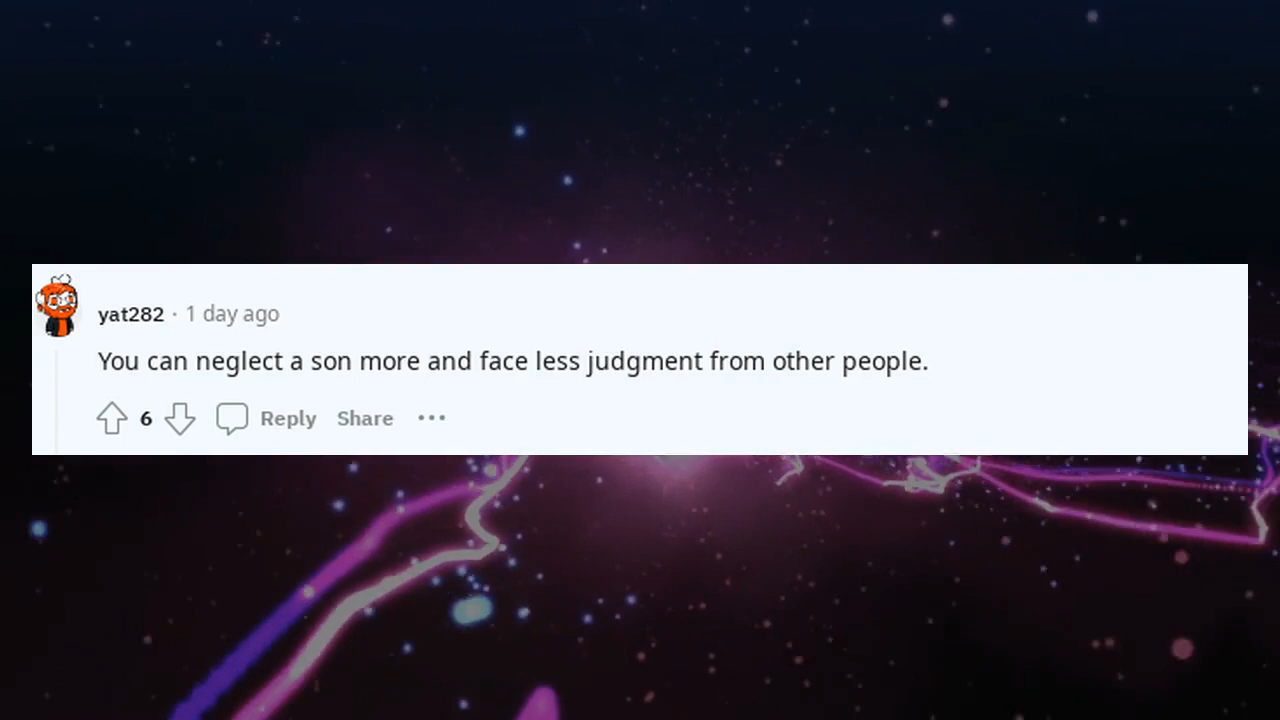 yat282 · 1 day ago
You can neglect a son more and face less judgment from other people.
6 Reply Share ···